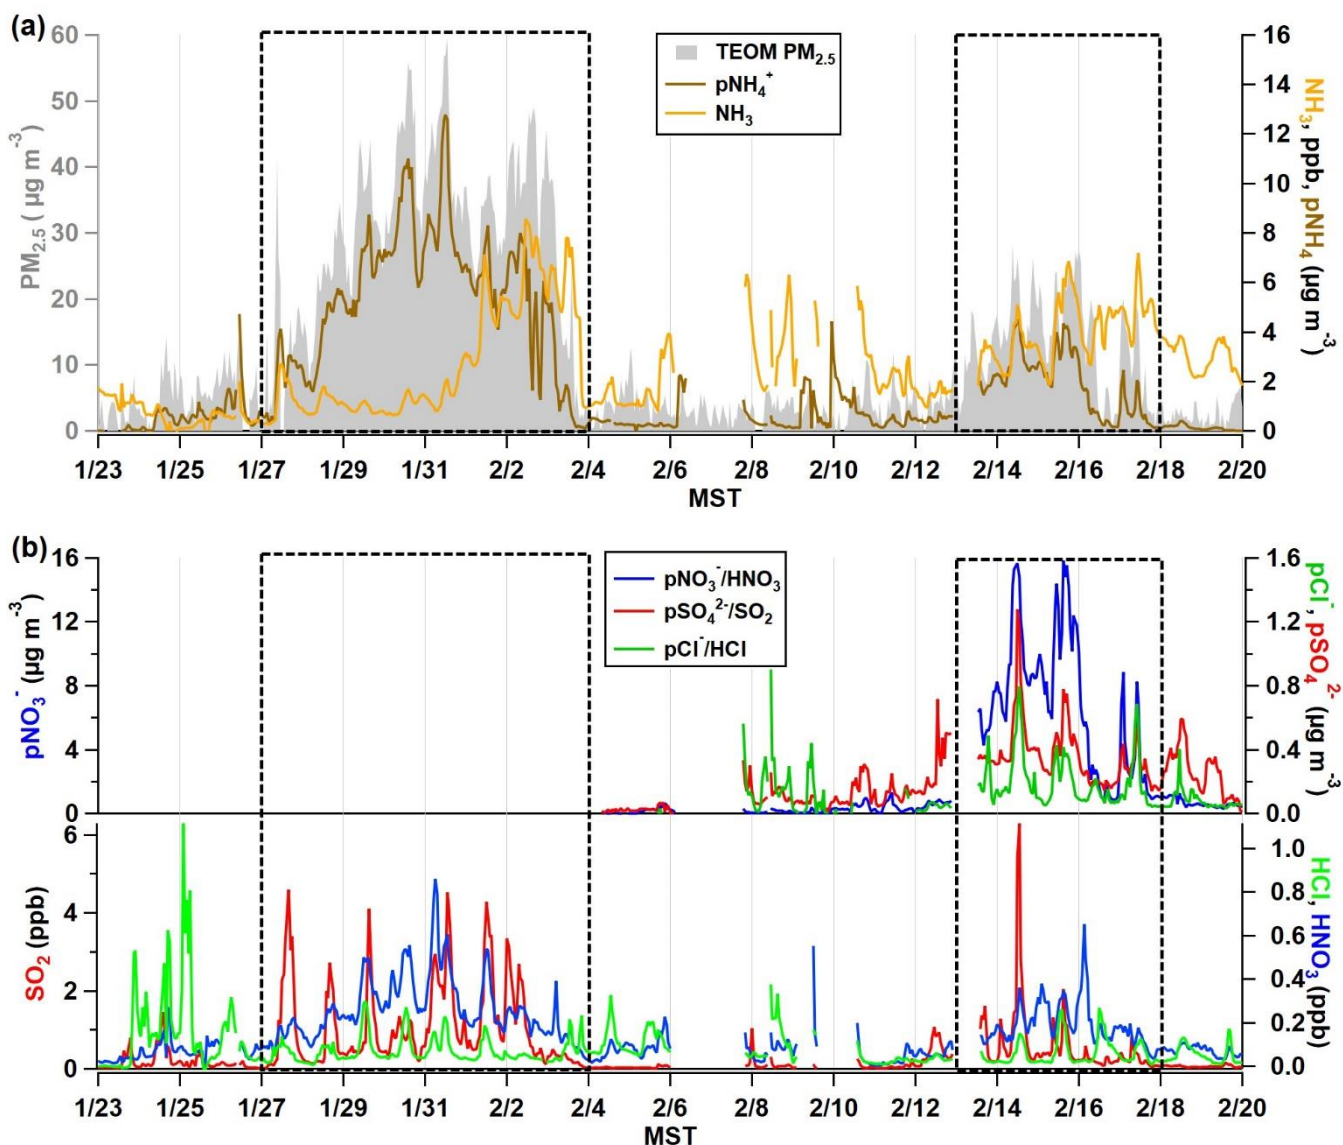 (a)
60
50
40
30
20
10
0
PM2.5 ( µg m-3)
TEOM PM2.5
pNH4+
NH3
16
14
12
10
8
6
4
2
0
NH3, ppb, pNH4 (µg m-3)
1/23 1/25 1/27 1/29 1/31 2/2 2/4 2/6 2/8 2/10 2/12 2/14 2/16 2/18 2/20
MST
(b)
16
12
8
4
0
pNO3- (µg m-3)
pNO3-/HNO3
pSO42-/SO2
pCl-/HCl
1.6
1.2
0.8
0.4
0.0
pCl-, pSO42- (µg m-3)
6
4
2
0
SO2 (ppb)
1.0
0.8
0.6
0.4
0.2
0.0
HCl, HNO3 (ppb)
1/23 1/25 1/27 1/29 1/31 2/2 2/4 2/6 2/8 2/10 2/12 2/14 2/16 2/18 2/20
MST